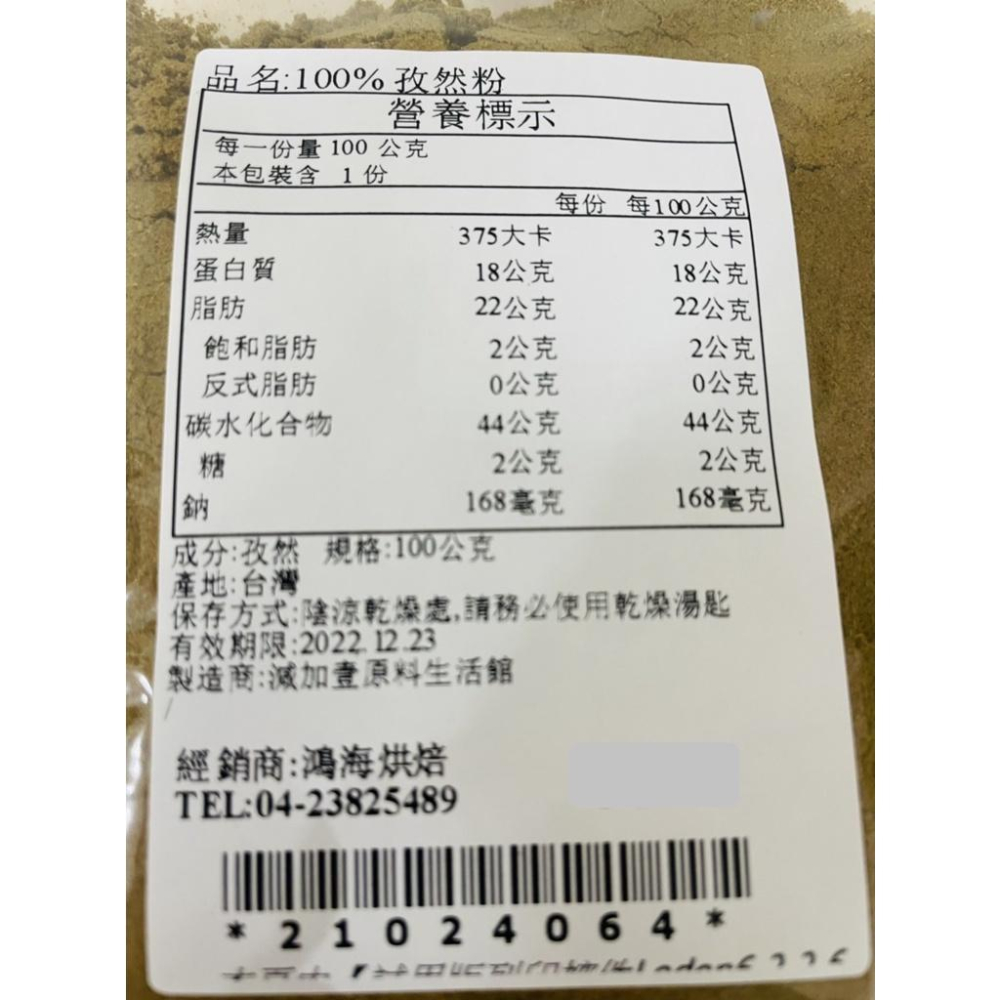 品 名:100% 孜然粉
營養標示
每一份量 100 公克
本包裝含 1 份
每份 每100公克
熱量 375大卡 375大卡
蛋白質 18公克 18公克
脂肪 22公克 22公克
飽和脂肪 2公克 2公克
反式脂肪 0公克 0公克
碳水化合物 44公克 44公克
糖 2公克 2公克
鈉 168毫克 168毫克
成分:孜然 規格:100公克
產地:台灣
保存方式:陰涼乾燥處,請務必使用乾燥湯匙
有效期限:2022.12.23
製造商:減加壹原料生活館
/
經銷商:鴻海烘焙
TEL:04-23825489
*21024064*